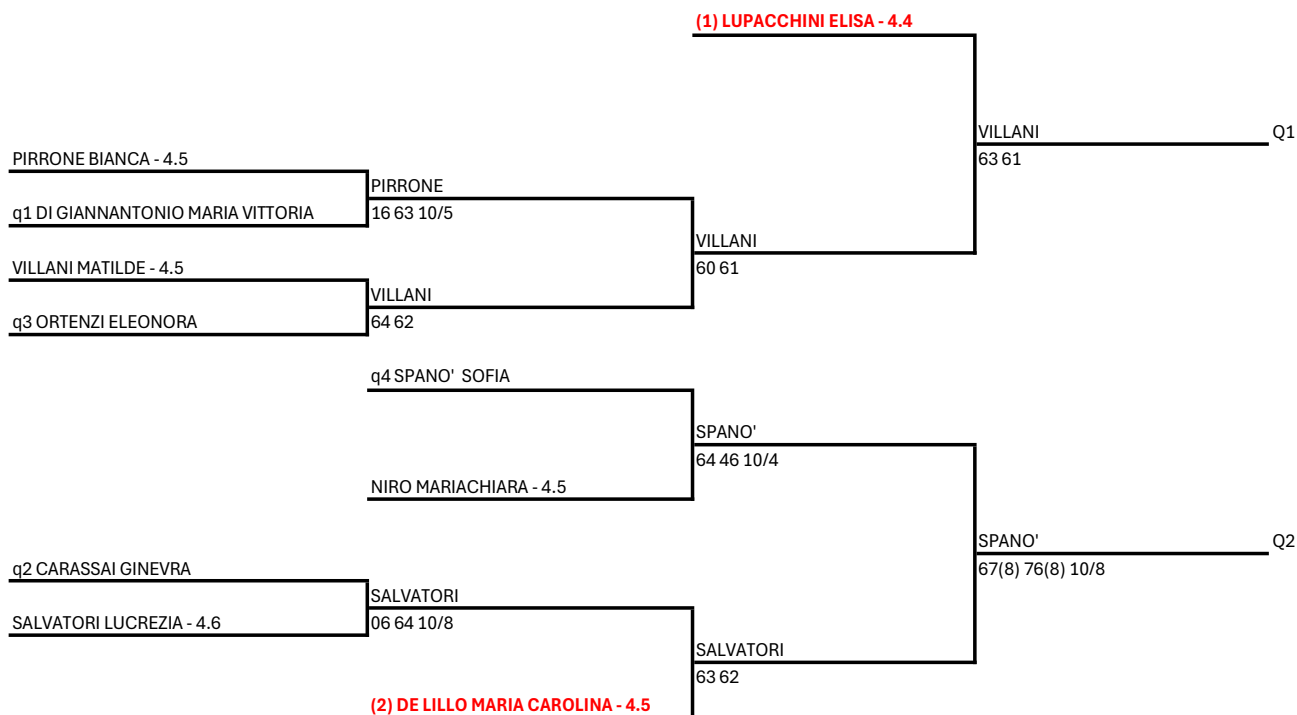 (1) LUPACCHINI ELISA - 4.4
VILLANI
Q1
63 61
PIRRONE BIANCA - 4.5
PIRRONE
q1 DI GIANNANTONIO MARIA VITTORIA
16 63 10/5
VILLANI
60 61
VILLANI MATILDE - 4.5
VILLANI
q3 ORTENZI ELEONORA
64 62
q4 SPANO' SOFIA
SPANO'
64 46 10/4
NIRO MARIACHIARA - 4.5
SPANO'
Q2
67(8) 76(8) 10/8
q2 CARASSAI GINEVRA
SALVATORI
SALVATORI LUCREZIA - 4.6
06 64 10/8
SALVATORI
63 62
(2) DE LILLO MARIA CAROLINA - 4.5